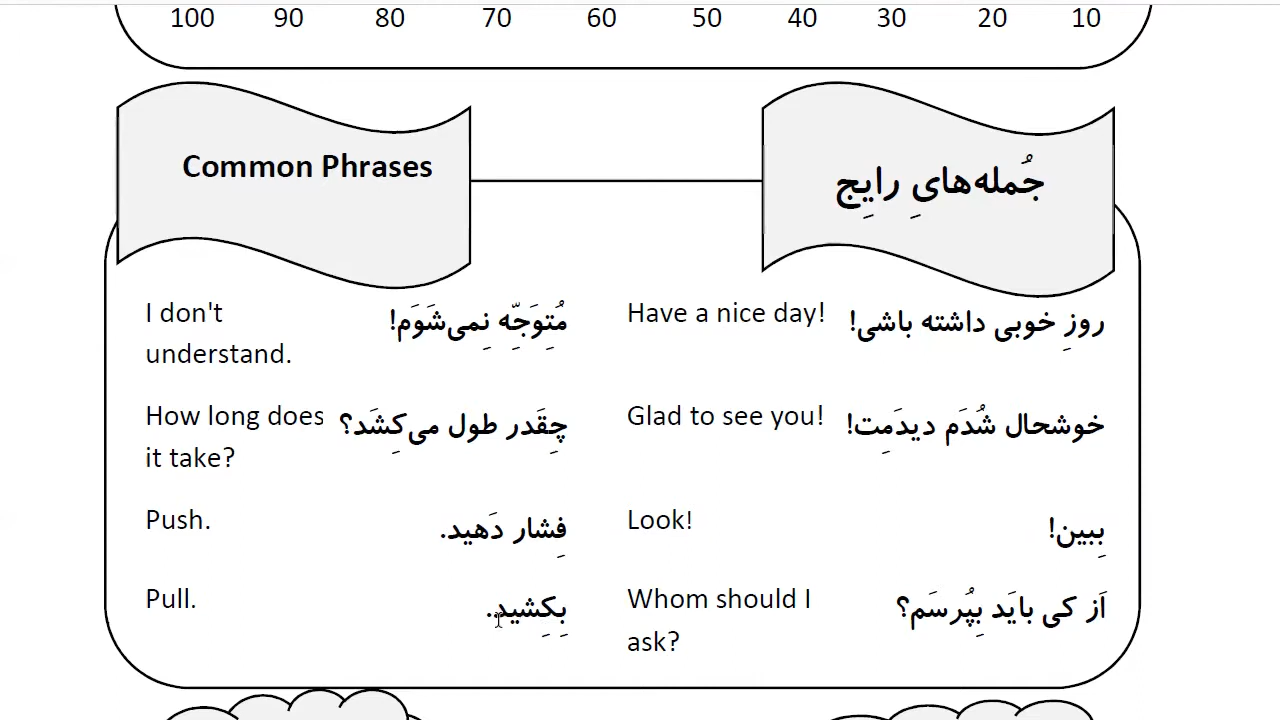 100 90 80 70 60 50 40 30 20 10
Common Phrases
جُمله‌هایِ رایِج
I don't
understand.
مُتِوَجِّه نِمی‌شَوَم!
Have a nice day!
روزِ خوبی داشته باشی!
How long does
it take?
چِقَدر طول می‌کِشَد؟
Glad to see you!
خوشحال شُدَم دیدَمِت!
Push.
فِشار دَهید.
Look!
بِبین!
Pull.
بِکِشید.
Whom should I
ask?
اَز کی بایَد بِپُرسَم؟